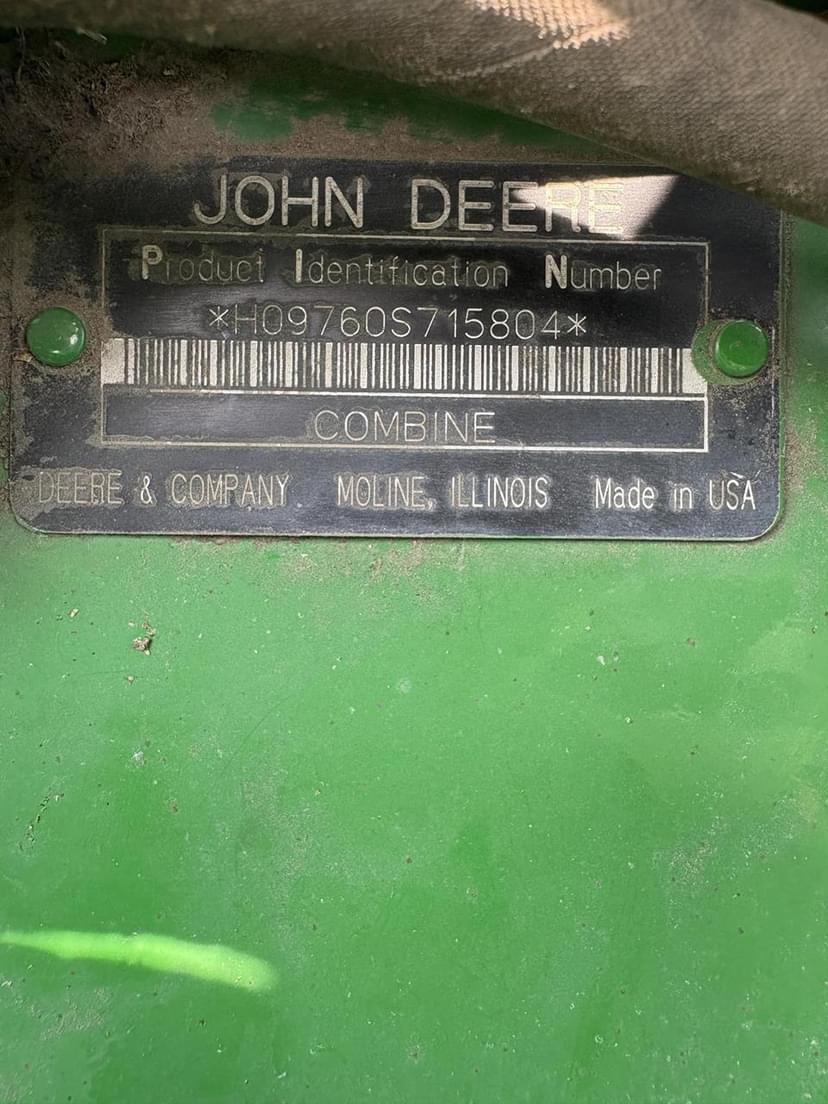 JOHN DEERE
Product Identification Number
*H09760S715804*
COMBINE
DEERE & COMPANY MOLINE, ILLINOIS Made in USA